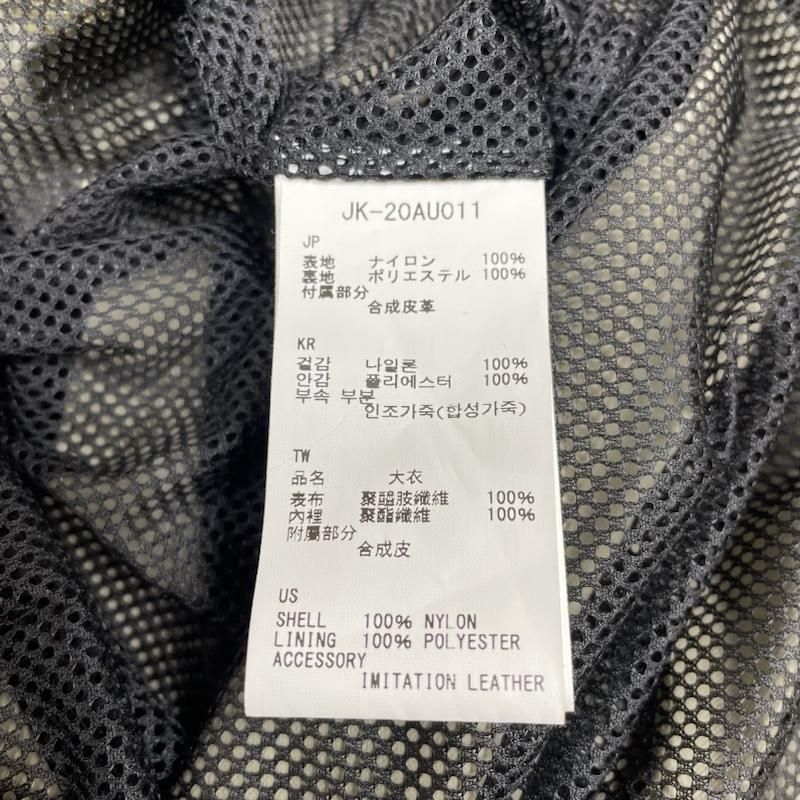 JK-20AU011
JP
表地 ナイロン 100%
裏地 ポリエステル 100%
付属部分
合成皮革
KR
겉감 나일론 100%
안감 폴리에스터 100%
부속 부분
인조가죽(합성가죽)
TW
品名 大衣
表布 聚醯胺纖維 100%
內裡 聚酯纖維 100%
附屬部分
合成皮
US
SHELL 100% NYLON
LINING 100% POLYESTER
ACCESSORY
IMITATION LEATHER